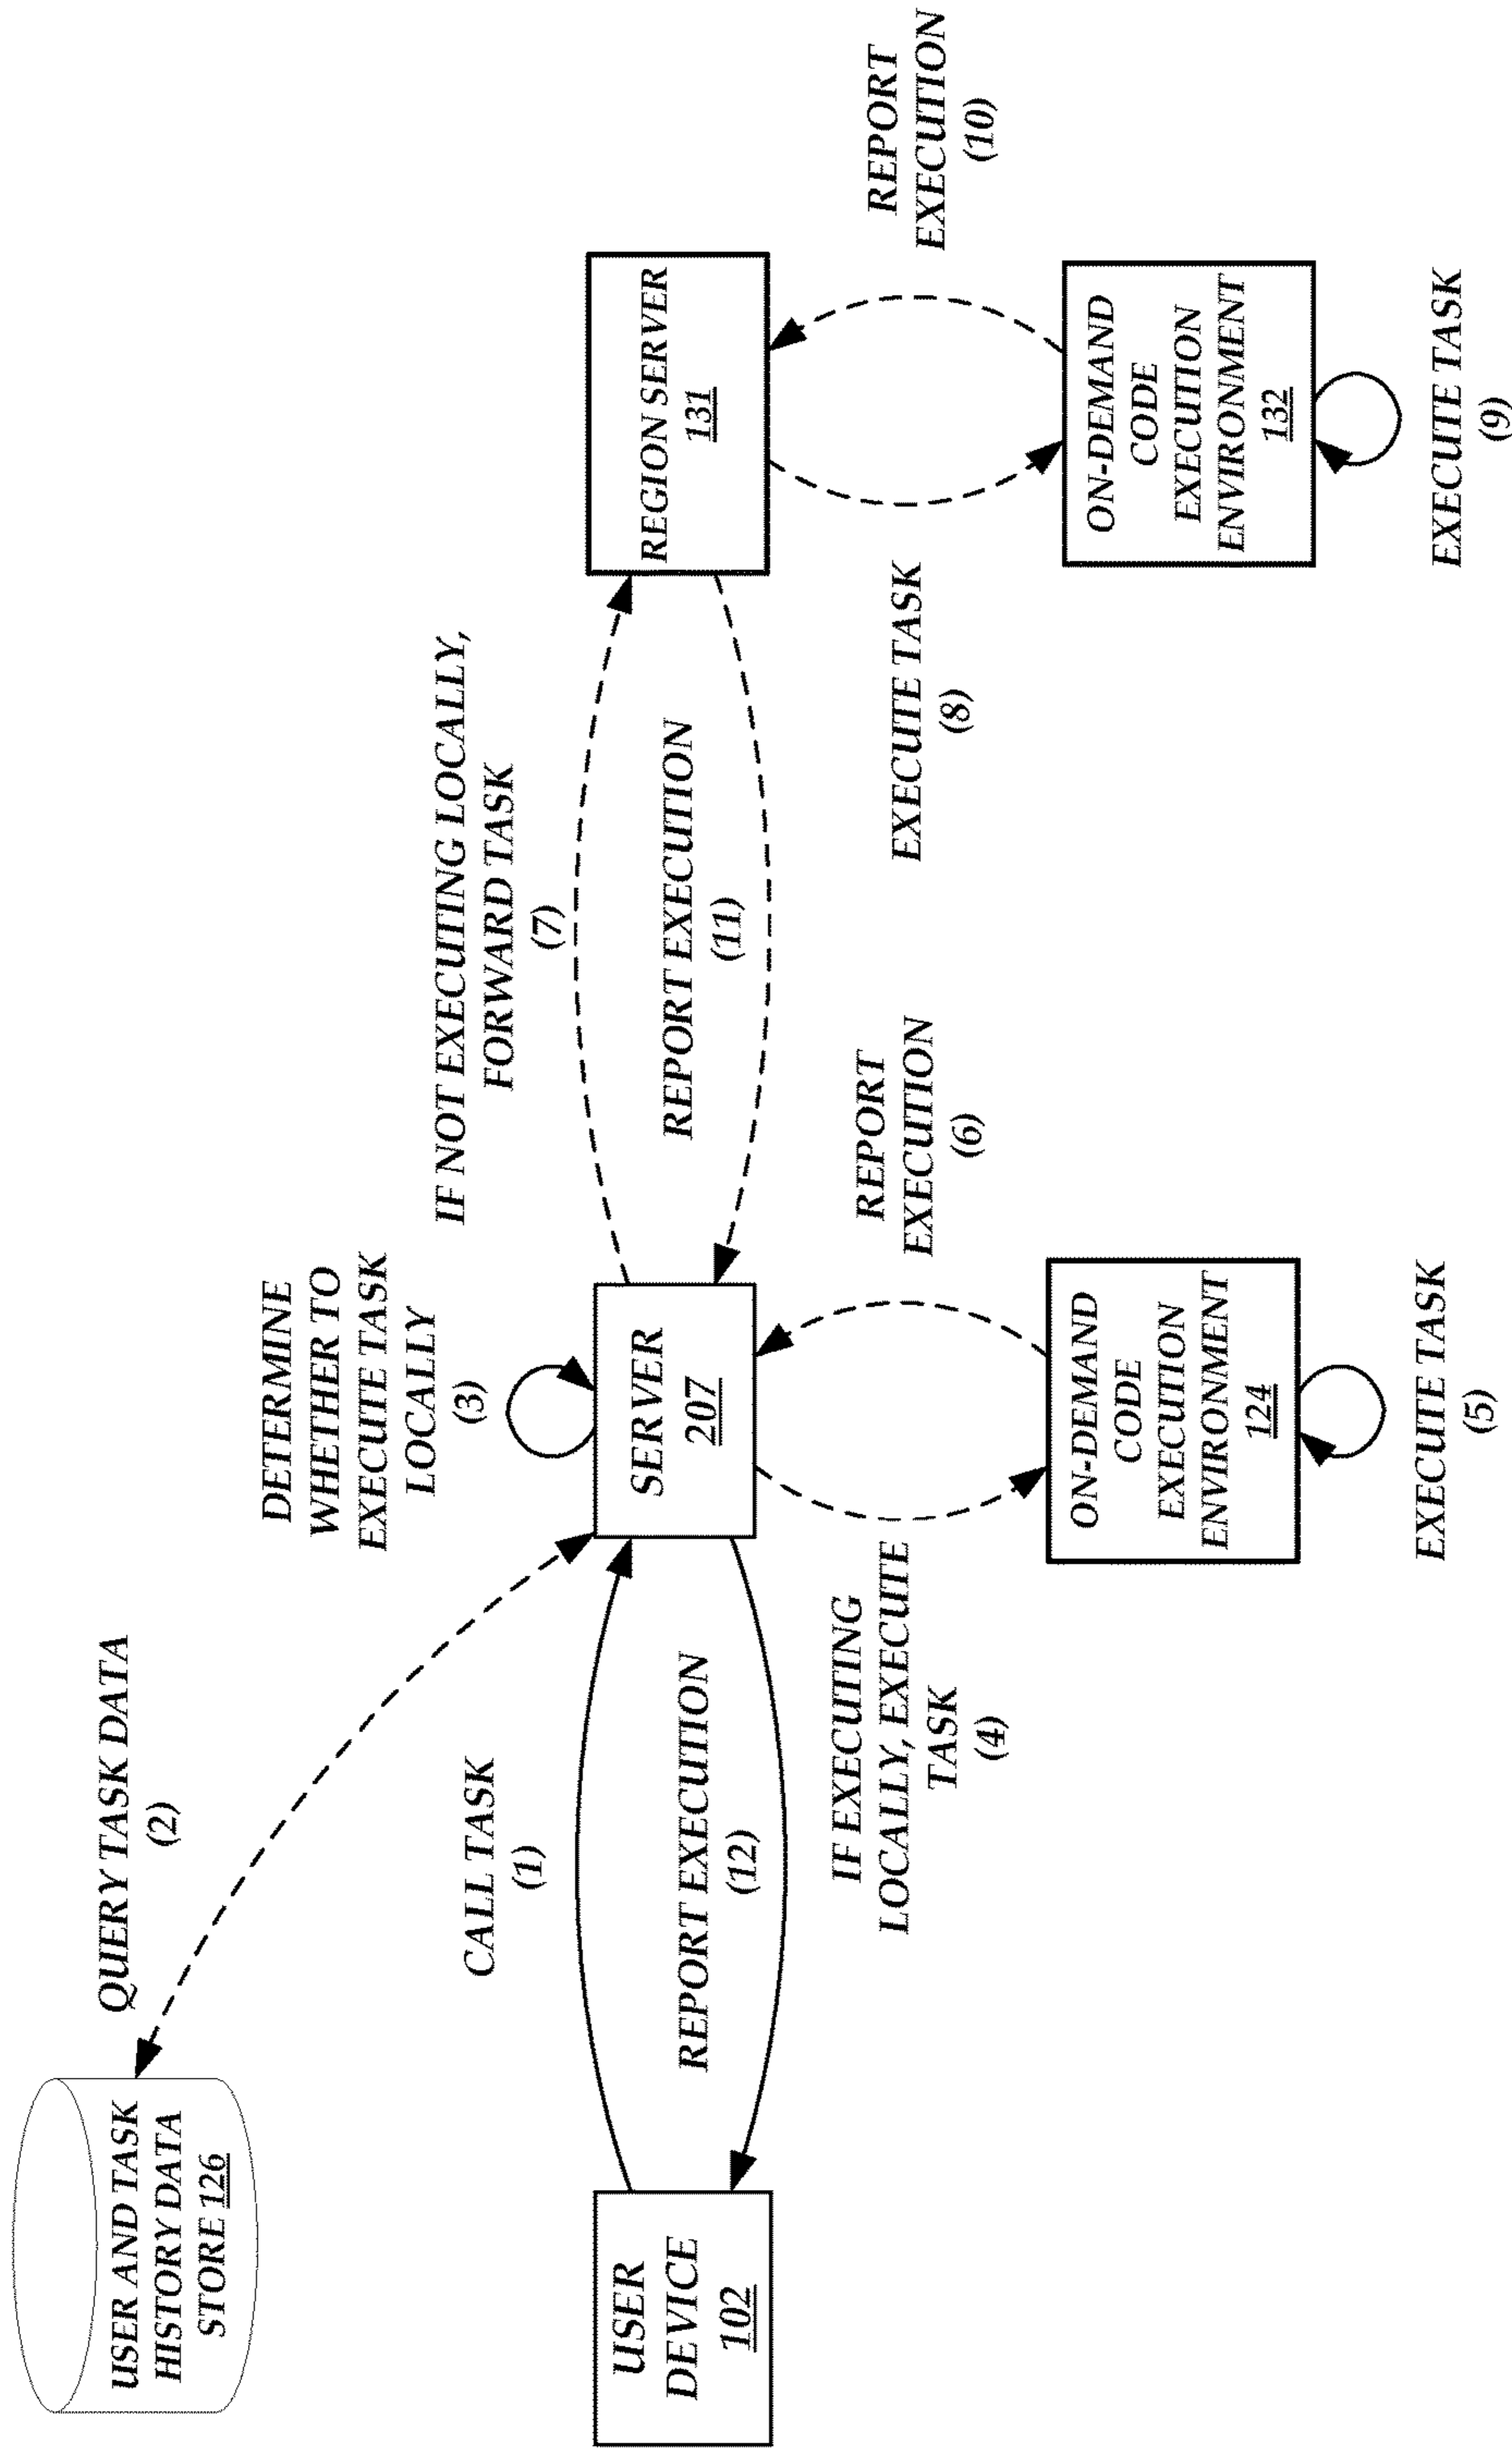 USER AND TASK
HISTORY DATA
STORE 126
QUERY TASK DATA
(2)
DETERMINE
WHETHER TO
EXECUTE TASK
LOCALLY
(3)
IF NOT EXECUTING LOCALLY,
FORWARD TASK
(7)
CALL TASK
(1)
USER
DEVICE
102
REPORT EXECUTION
(12)
SERVER
207
REPORT EXECUTION
(11)
REGION SERVER
131
IF EXECUTING
LOCALLY, EXECUTE
TASK
(4)
REPORT
EXECUTION
(6)
EXECUTE TASK
(8)
REPORT
EXECUTION
(10)
ON-DEMAND
CODE
EXECUTION
ENVIRONMENT
124
EXECUTE TASK
(5)
ON-DEMAND
CODE
EXECUTION
ENVIRONMENT
132
EXECUTE TASK
(9)